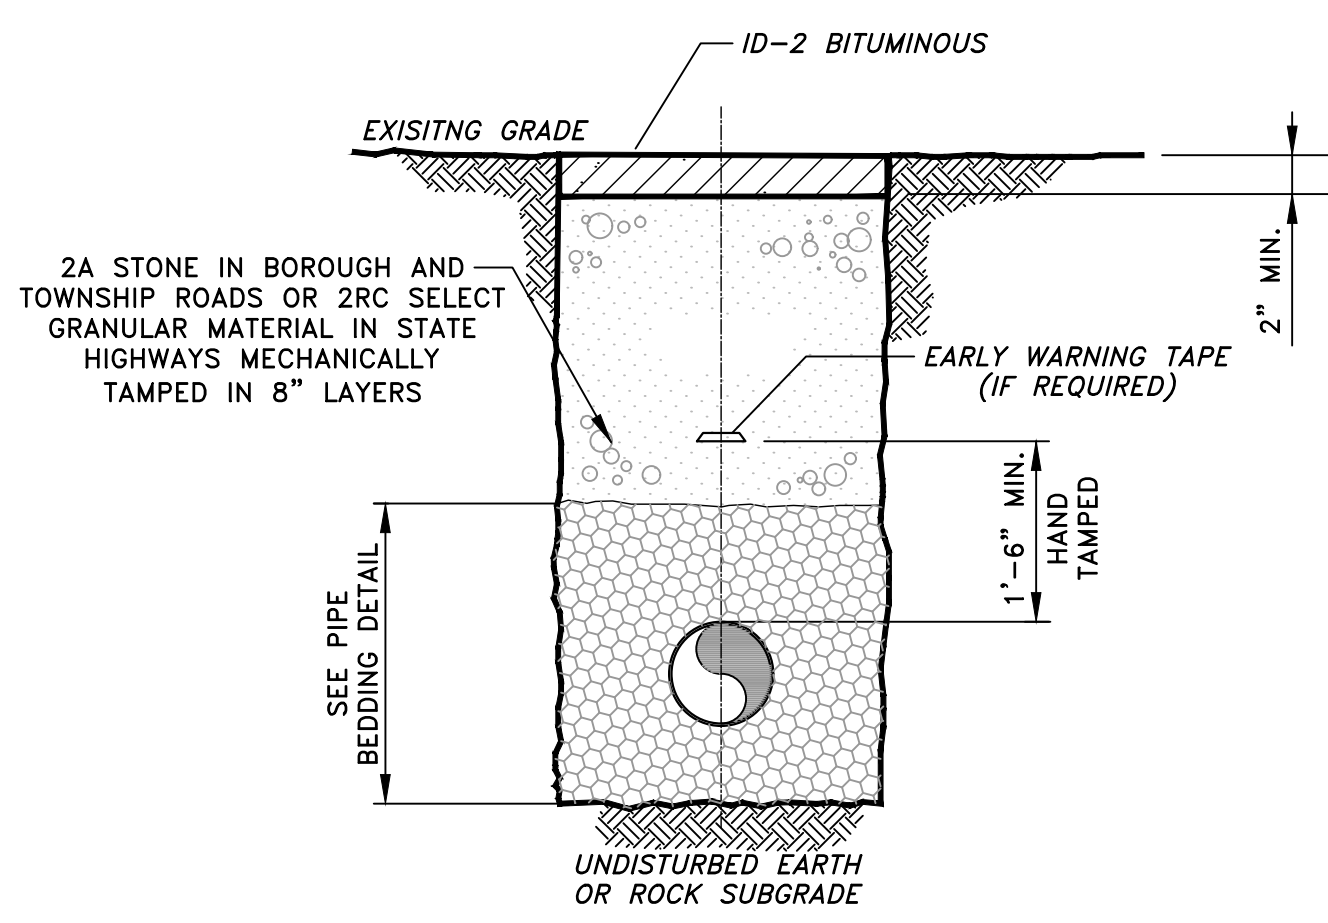 ID-2 BITUMINOUS
EXISITNG GRADE
2A STONE IN BOROUGH AND
TOWNSHIP ROADS OR 2RC SELECT
GRANULAR MATERIAL IN STATE
HIGHWAYS MECHANICALLY
TAMPED IN 8” LAYERS
2” MIN.
EARLY WARNING TAPE
(IF REQUIRED)
1’-6” MIN.
HAND
TAMPED
SEE PIPE
BEDDING DETAIL
UNDISTURBED EARTH
OR ROCK SUBGRADE